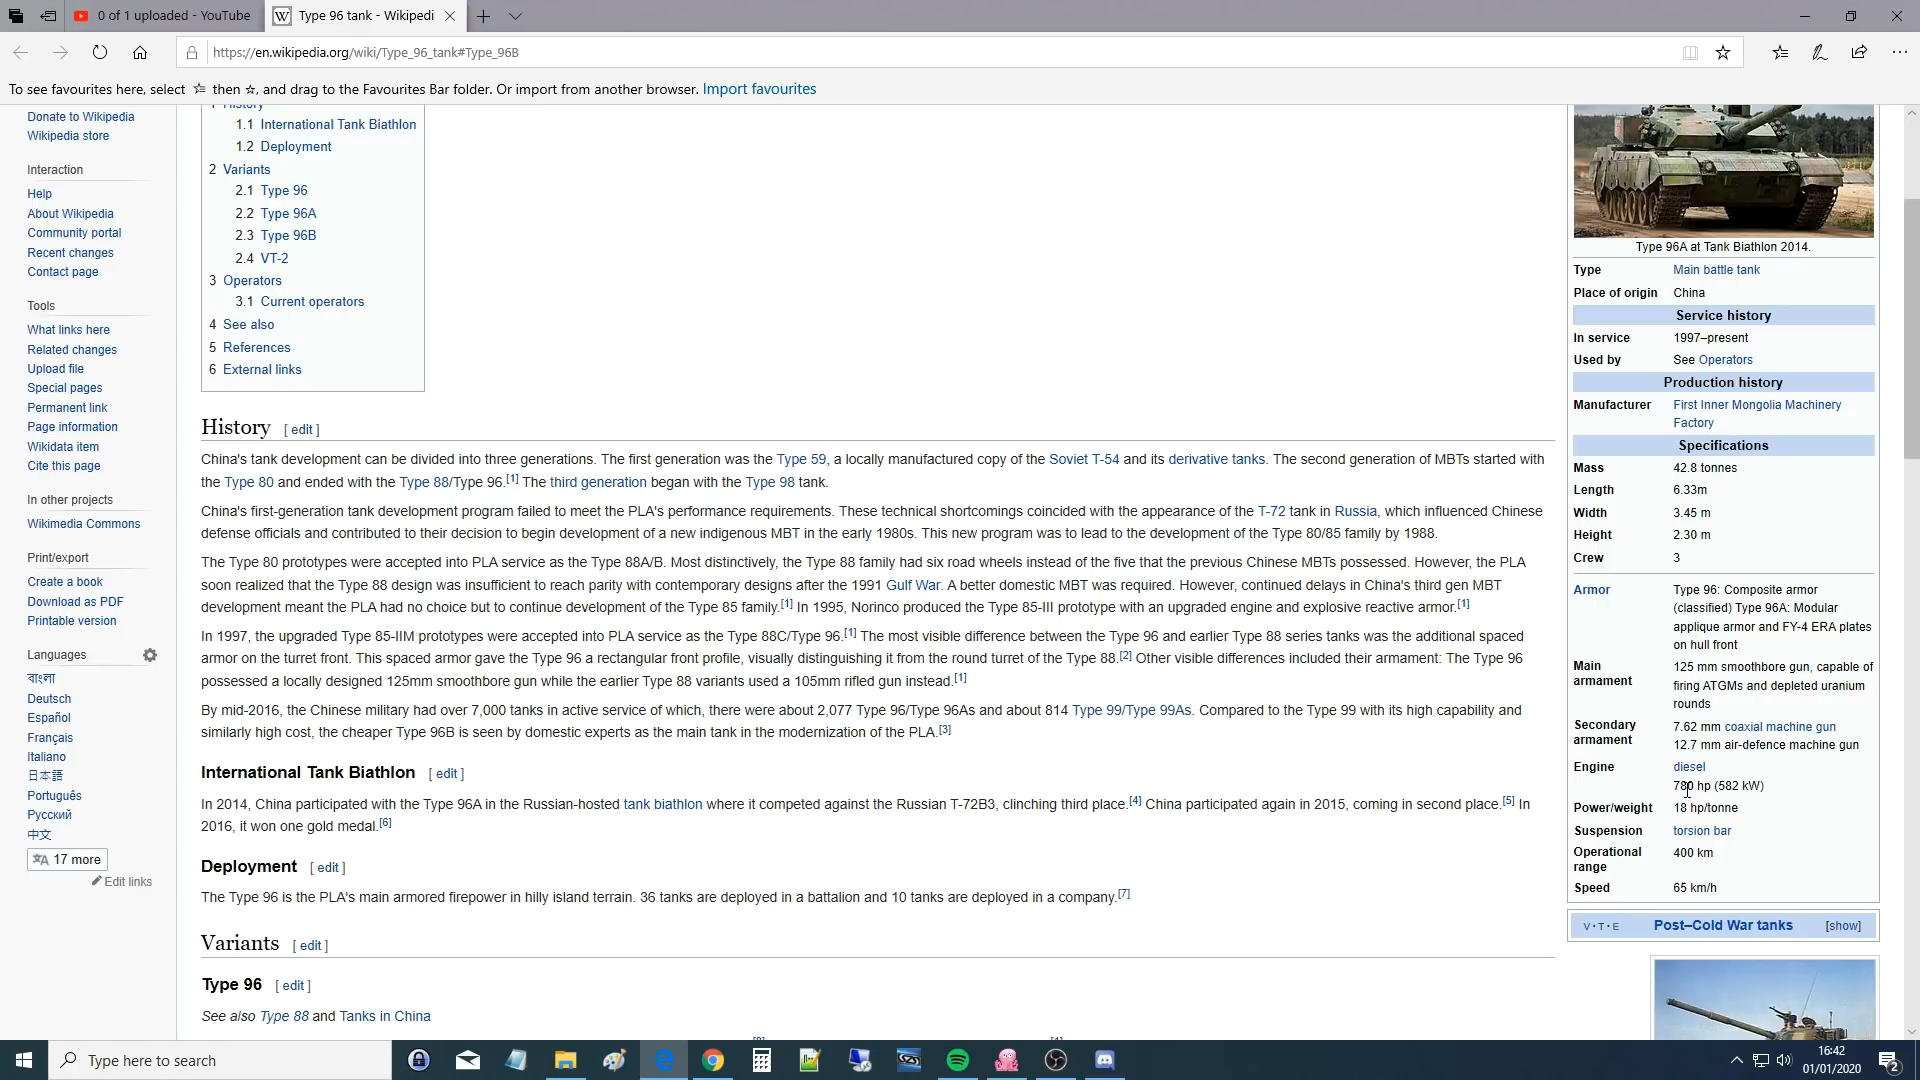 0 of 1 uploaded - YouTube
Type 96 tank - Wikipedi
https://en.wikipedia.org/wiki/Type_96_tank#Type_96B
To see favourites here, select ☆ then ☆, and drag to the Favourites Bar folder. Or import from another browser. Import favourites
Donate to Wikipedia
Wikipedia store
Interaction
Help
About Wikipedia
Community portal
Recent changes
Contact page
Tools
What links here
Related changes
Upload file
Special pages
Permanent link
Page information
Wikidata item
Cite this page
In other projects
Wikimedia Commons
Print/export
Create a book
Download as PDF
Printable version
Languages
বাংলা
Deutsch
Español
Français
Italiano
日本語
Português
Русский
中文
17 more
Edit links
1 History
1.1 International Tank Biathlon
1.2 Deployment
2 Variants
2.1 Type 96
2.2 Type 96A
2.3 Type 96B
2.4 VT-2
3 Operators
3.1 Current operators
4 See also
5 References
6 External links
History [ edit ]
China's tank development can be divided into three generations. The first generation was the Type 59, a locally manufactured copy of the Soviet T-54 and its derivative tanks. The second generation of MBTs started with
the Type 80 and ended with the Type 88/Type 96.[1] The third generation began with the Type 98 tank.
China's first-generation tank development program failed to meet the PLA's performance requirements. These technical shortcomings coincided with the appearance of the T-72 tank in Russia, which influenced Chinese
defense officials and contributed to their decision to begin development of a new indigenous MBT in the early 1980s. This new program was to lead to the development of the Type 80/85 family by 1988.
The Type 80 prototypes were accepted into PLA service as the Type 88A/B. Most distinctively, the Type 88 family had six road wheels instead of the five that the previous Chinese MBTs possessed. However, the PLA
soon realized that the Type 88 design was insufficient to reach parity with contemporary designs after the 1991 Gulf War. A better domestic MBT was required. However, continued delays in China's third gen MBT
development meant the PLA had no choice but to continue development of the Type 85 family.[1] In 1995, Norinco produced the Type 85-III prototype with an upgraded engine and explosive reactive armor.[1]
In 1997, the upgraded Type 85-IIM prototypes were accepted into PLA service as the Type 88C/Type 96.[1] The most visible difference between the Type 96 and earlier Type 88 series tanks was the additional spaced
armor on the turret front. This spaced armor gave the Type 96 a rectangular front profile, visually distinguishing it from the round turret of the Type 88.[2] Other visible differences included their armament: The Type 96
possessed a locally designed 125mm smoothbore gun while the earlier Type 88 variants used a 105mm rifled gun instead.[1]
By mid-2016, the Chinese military had over 7,000 tanks in active service of which, there were about 2,077 Type 96/Type 96As and about 814 Type 99/Type 99As. Compared to the Type 99 with its high capability and
similarly high cost, the cheaper Type 96B is seen by domestic experts as the main tank in the modernization of the PLA.[3]
International Tank Biathlon [ edit ]
In 2014, China participated with the Type 96A in the Russian-hosted tank biathlon where it competed against the Russian T-72B3, clinching third place.[4] China participated again in 2015, coming in second place.[5] In
2016, it won one gold medal.[6]
Deployment [ edit ]
The Type 96 is the PLA's main armored firepower in hilly island terrain. 36 tanks are deployed in a battalion and 10 tanks are deployed in a company.[7]
Variants [ edit ]
Type 96 [ edit ]
See also Type 88 and Tanks in China
Type 96A at Tank Biathlon 2014.
Type Main battle tank
Place of origin China
Service history
In service 1997–present
Used by See Operators
Production history
Manufacturer First Inner Mongolia Machinery
Factory
Specifications
Mass 42.8 tonnes
Length 6.33m
Width 3.45 m
Height 2.30 m
Crew 3
Armor Type 96: Composite armor
(classified) Type 96A: Modular
applique armor and FY-4 ERA plates
on hull front
Main armament 125 mm smoothbore gun, capable of
firing ATGMs and depleted uranium
rounds
Secondary armament 7.62 mm coaxial machine gun
12.7 mm air-defence machine gun
Engine diesel
780 hp (582 kW)
Power/weight 18 hp/tonne
Suspension torsion bar
Operational range 400 km
Speed 65 km/h
V·T·E Post–Cold War tanks [show]
Type here to search
16:42
01/01/2020
2